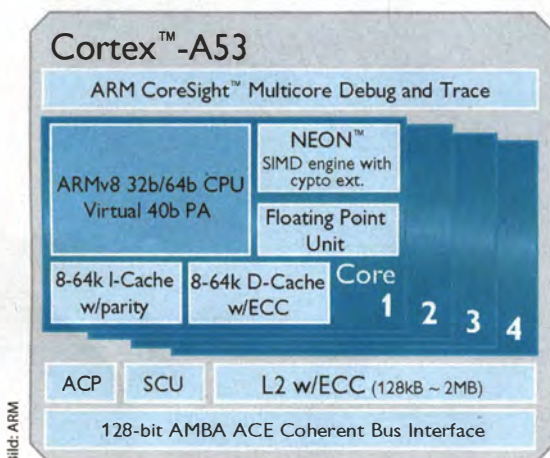 Cortex™-A53
ARM CoreSight™ Multicore Debug and Trace
ARMv8 32b/64b CPU
Virtual 40b PA
NEON™
SIMD engine with
cypto ext.
Floating Point
Unit
8-64k I-Cache
w/parity
8-64k D-Cache
w/ECC
Core
1
2
3
4
ACP
SCU
L2 w/ECC (128kB ~ 2MB)
128-bit AMBA ACE Coherent Bus Interface
Bild: ARM